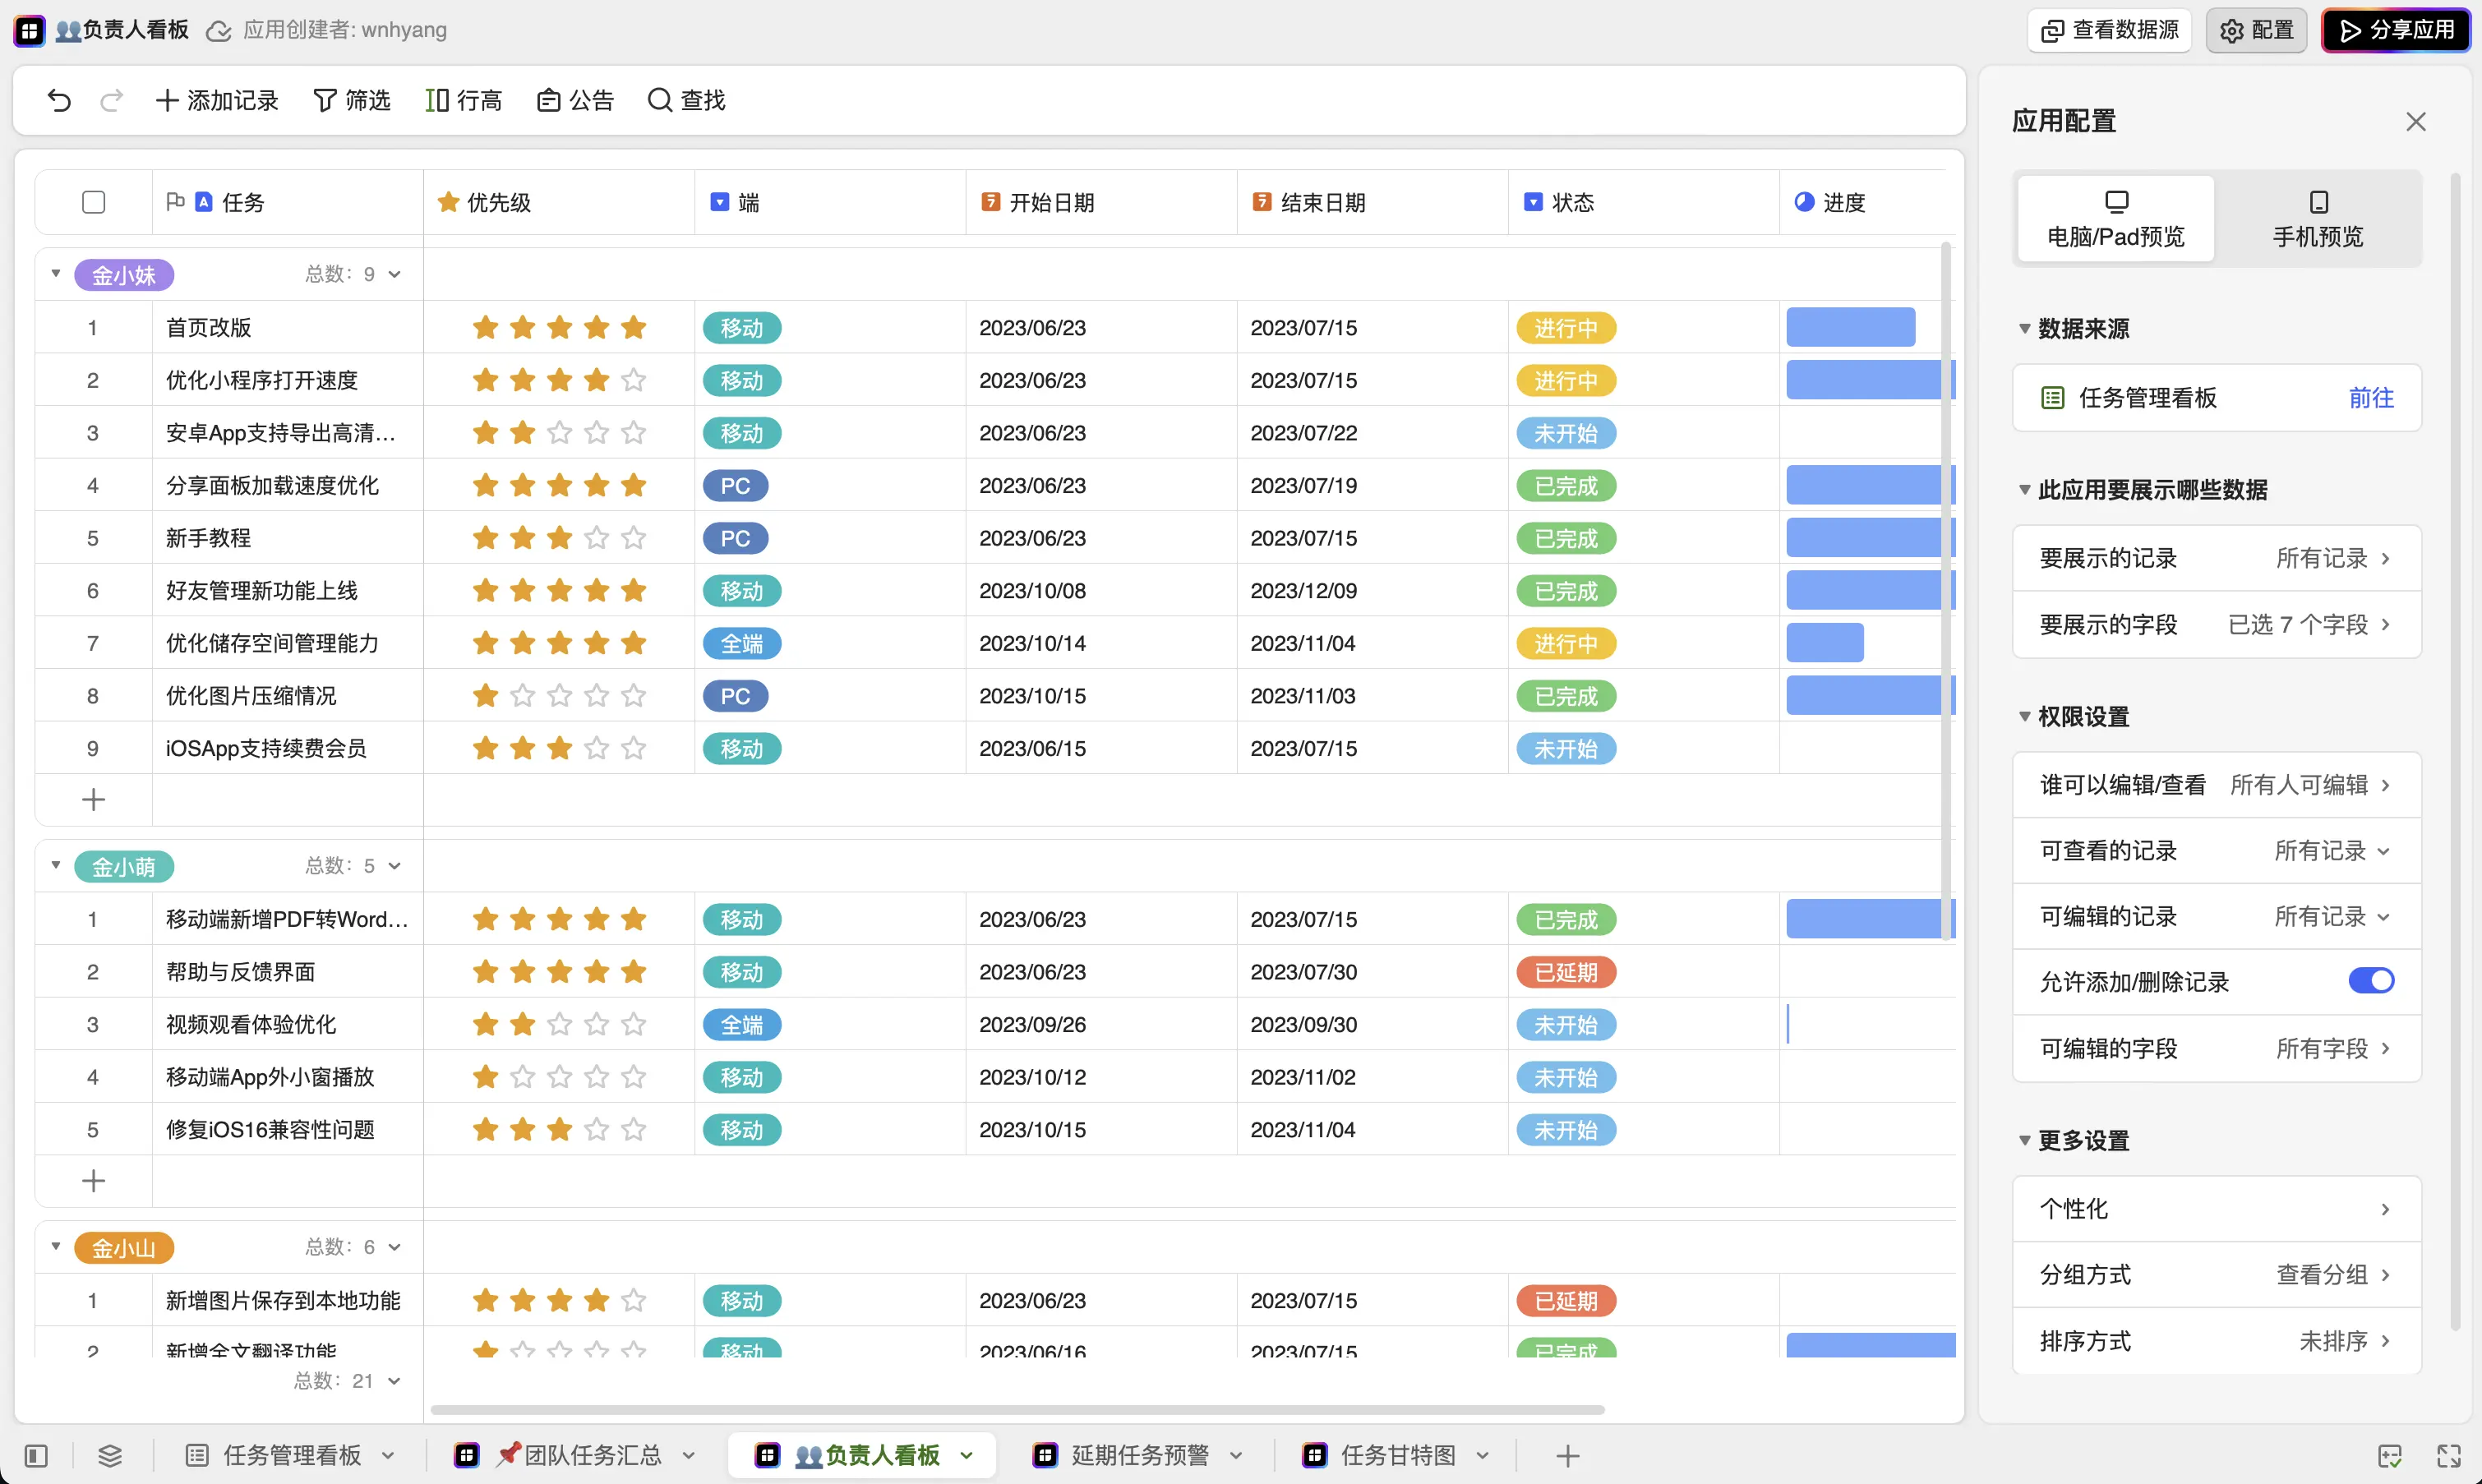 👥负责人看板 应用创建者: wnhyang 查看数据源 配置 分享应用
添加记录 筛选 行高 公告 查找
任务 优先级 端 开始日期 结束日期 状态 进度
金小妹 总数: 9
1 首页改版 移动 2023/06/23 2023/07/15 进行中
2 优化小程序打开速度 移动 2023/06/23 2023/07/15 进行中
3 安卓App支持导出高清... 移动 2023/06/23 2023/07/22 未开始
4 分享面板加载速度优化 PC 2023/06/23 2023/07/19 已完成
5 新手教程 PC 2023/06/23 2023/07/15 已完成
6 好友管理新功能上线 移动 2023/10/08 2023/12/09 已完成
7 优化储存空间管理能力 全端 2023/10/14 2023/11/04 进行中
8 优化图片压缩情况 PC 2023/10/15 2023/11/03 已完成
9 iOSApp支持续费会员 移动 2023/06/15 2023/07/15 未开始
金小萌 总数: 5
1 移动端新增PDF转Word... 移动 2023/06/23 2023/07/15 已完成
2 帮助与反馈界面 移动 2023/06/23 2023/07/30 已延期
3 视频观看体验优化 全端 2023/09/26 2023/09/30 未开始
4 移动端App外小窗播放 移动 2023/10/12 2023/11/02 未开始
5 修复iOS16兼容性问题 移动 2023/10/15 2023/11/04 未开始
金小山 总数: 6
1 新增图片保存到本地功能 移动 2023/06/23 2023/07/15 已延期
2 新增全文翻译功能 移动 2023/06/16 2023/07/15 已完成
总数: 21
应用配置
电脑/Pad预览 手机预览
数据来源
任务管理看板 前往
此应用要展示哪些数据
要展示的记录 所有记录
要展示的字段 已选 7 个字段
权限设置
谁可以编辑/查看 所有人可编辑
可查看的记录 所有记录
可编辑的记录 所有记录
允许添加/删除记录
可编辑的字段 所有字段
更多设置
个性化
分组方式 查看分组
排序方式 未排序
任务管理看板 📌团队任务汇总 👥负责人看板 延期任务预警 任务甘特图